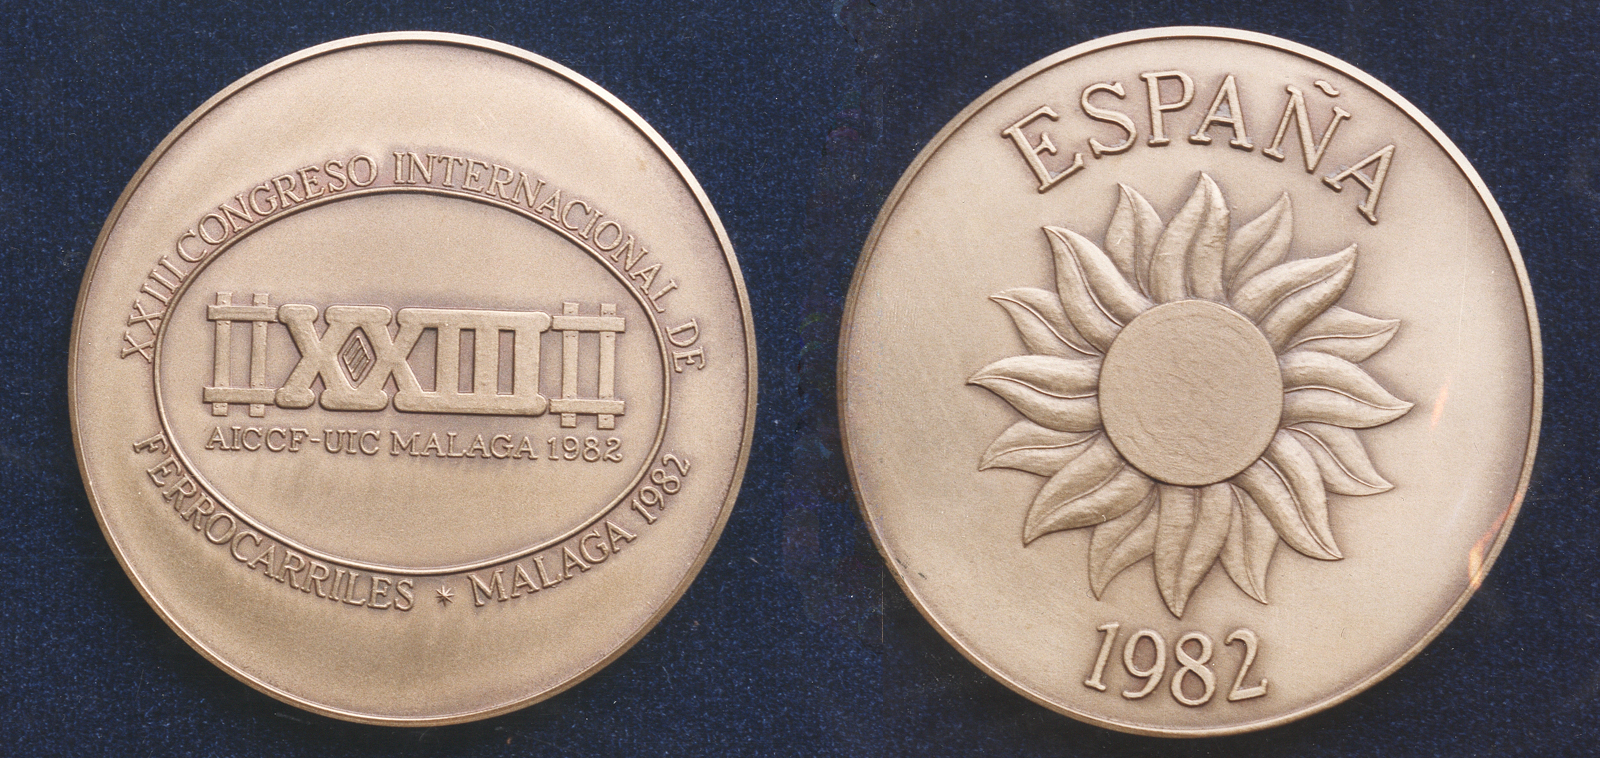 XXIII CONGRESO INTERNACIONAL DE
FERROCARRILES * MALAGA 1982
XXIII
AICCF-UIC MALAGA 1982
ESPAÑA
1982